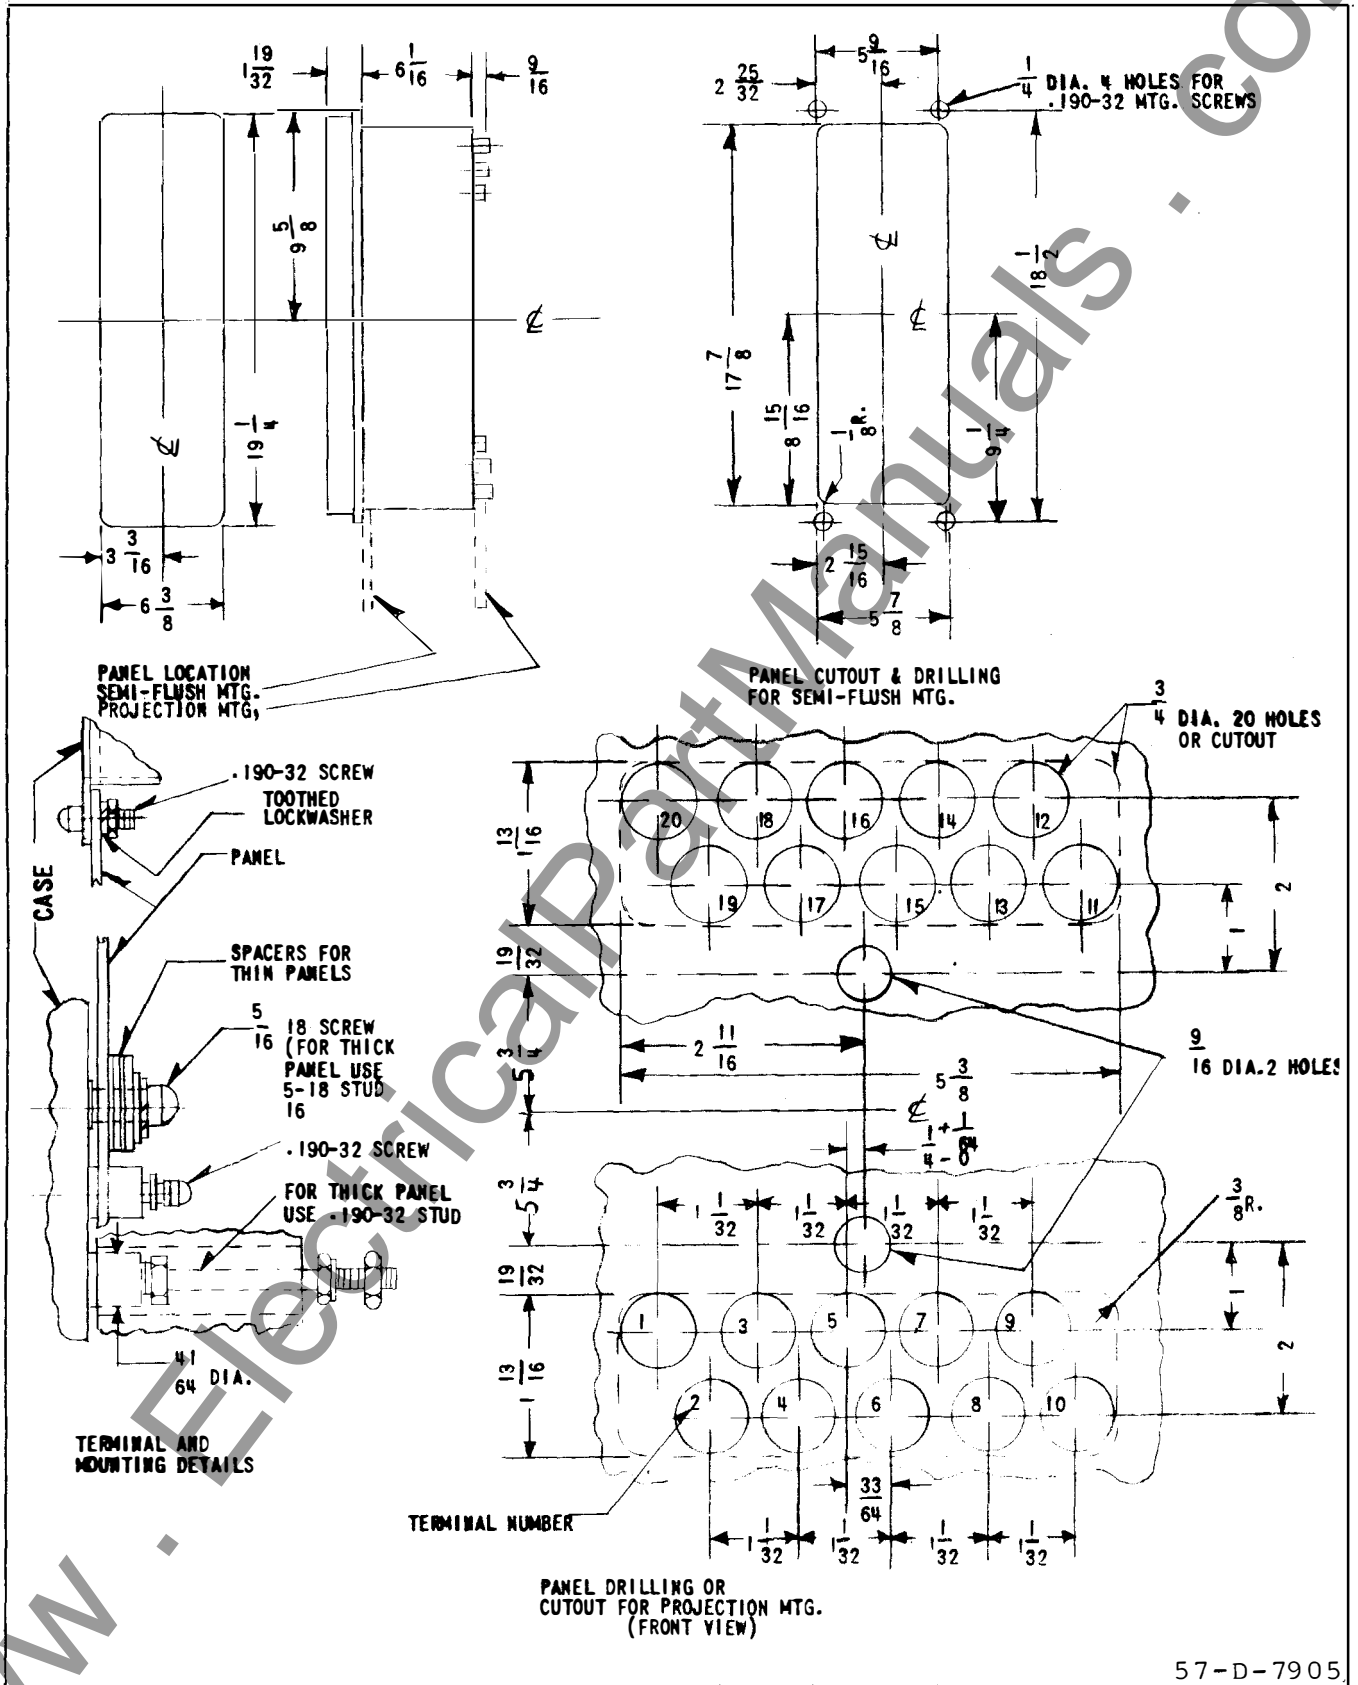 1 19/32
6 1/16
9/16
9 5/8
19 1/4
3 3/16
6 3/8
℄
℄
PANEL LOCATION
SEMI-FLUSH MTG.
PROJECTION MTG,
5 9/16
2 25/32
1/4 DIA. 4 HOLES FOR
.190-32 MTG. SCREWS
17 7/8
8 15/16
1/8 R.
18 1/2
9 1/4
℄
℄
2 15/16
5 7/8
PANEL CUTOUT & DRILLING
FOR SEMI-FLUSH MTG.
CASE
.190-32 SCREW
TOOTHED
LOCKWASHER
PANEL
SPACERS FOR
THIN PANELS
5/16 18 SCREW
(FOR THICK
PANEL USE
5-18 STUD
16
.190-32 SCREW
FOR THICK PANEL
USE .190-32 STUD
41/64 DIA.
TERMINAL AND
MOUNTING DETAILS
3/4 DIA. 20 HOLES
OR CUTOUT
20 18 16 14 12
19 17 15 13 11
1 13/16
19/32
5 3/4
2
1
2 11/16
5 3/8
9/16 DIA. 2 HOLES
℄
1/4 + 1/64 - 0
5 3/4
19/32
1 13/16
1 1/32 1 1/32 1 1/32 1 1/32
3/8 R.
1 3 5 7 9
2 4 6 8 10
1
2
33/64
1 1/32 1 1/32 1 1/32 1 1/32
TERMINAL NUMBER
PANEL DRILLING OR
CUTOUT FOR PROJECTION MTG.
(FRONT VIEW)
57-D-7905
w . ElectricalPartManuals . co